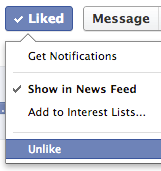 Liked Message
Get Notifications
Show in News Feed
Add to Interest Lists...
Unlike